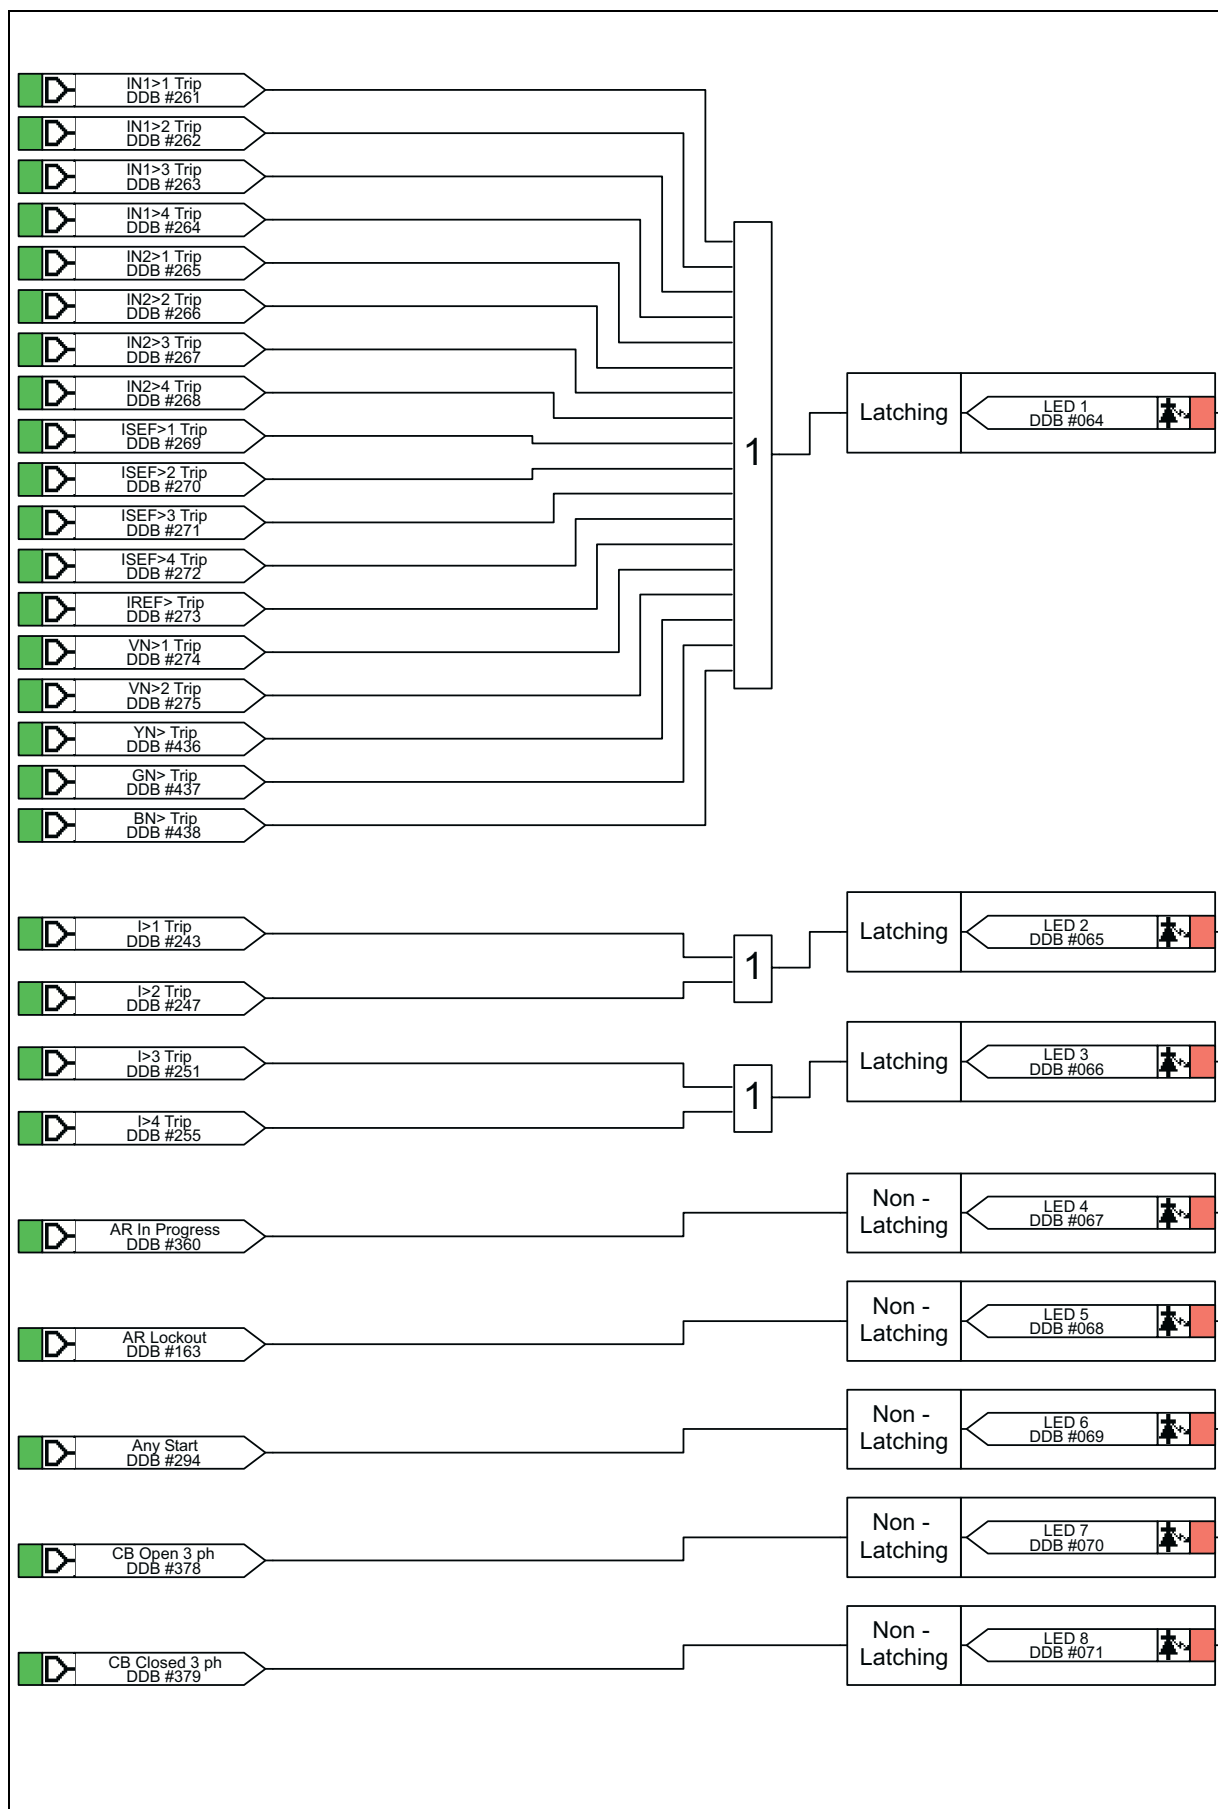 IN1>1 Trip
DDB #261
IN1>2 Trip
DDB #262
IN1>3 Trip
DDB #263
IN1>4 Trip
DDB #264
IN2>1 Trip
DDB #265
IN2>2 Trip
DDB #266
IN2>3 Trip
DDB #267
IN2>4 Trip
DDB #268
ISEF>1 Trip
DDB #269
ISEF>2 Trip
DDB #270
ISEF>3 Trip
DDB #271
ISEF>4 Trip
DDB #272
IREF> Trip
DDB #273
VN>1 Trip
DDB #274
VN>2 Trip
DDB #275
YN> Trip
DDB #436
GN> Trip
DDB #437
BN> Trip
DDB #438
1
Latching
LED 1
DDB #064
I>1 Trip
DDB #243
I>2 Trip
DDB #247
1
Latching
LED 2
DDB #065
I>3 Trip
DDB #251
I>4 Trip
DDB #255
1
Latching
LED 3
DDB #066
AR In Progress
DDB #360
Non -
Latching
LED 4
DDB #067
AR Lockout
DDB #163
Non -
Latching
LED 5
DDB #068
Any Start
DDB #294
Non -
Latching
LED 6
DDB #069
CB Open 3 ph
DDB #378
Non -
Latching
LED 7
DDB #070
CB Closed 3 ph
DDB #379
Non -
Latching
LED 8
DDB #071